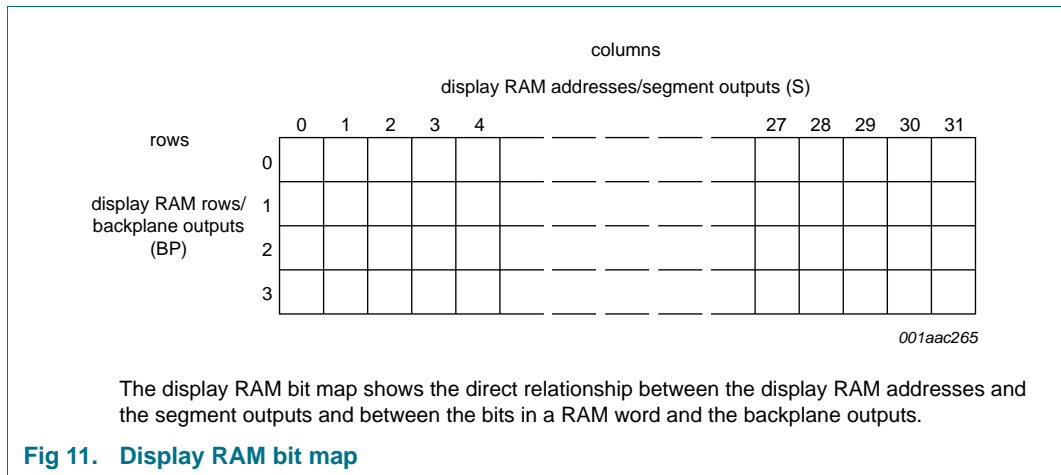 columns
display RAM addresses/segment outputs (S)
0 1 2 3 4 27 28 29 30 31
rows
0
display RAM rows/ 1
backplane outputs
(BP) 2
3
001aac265
The display RAM bit map shows the direct relationship between the display RAM addresses and
the segment outputs and between the bits in a RAM word and the backplane outputs.
Fig 11. Display RAM bit map